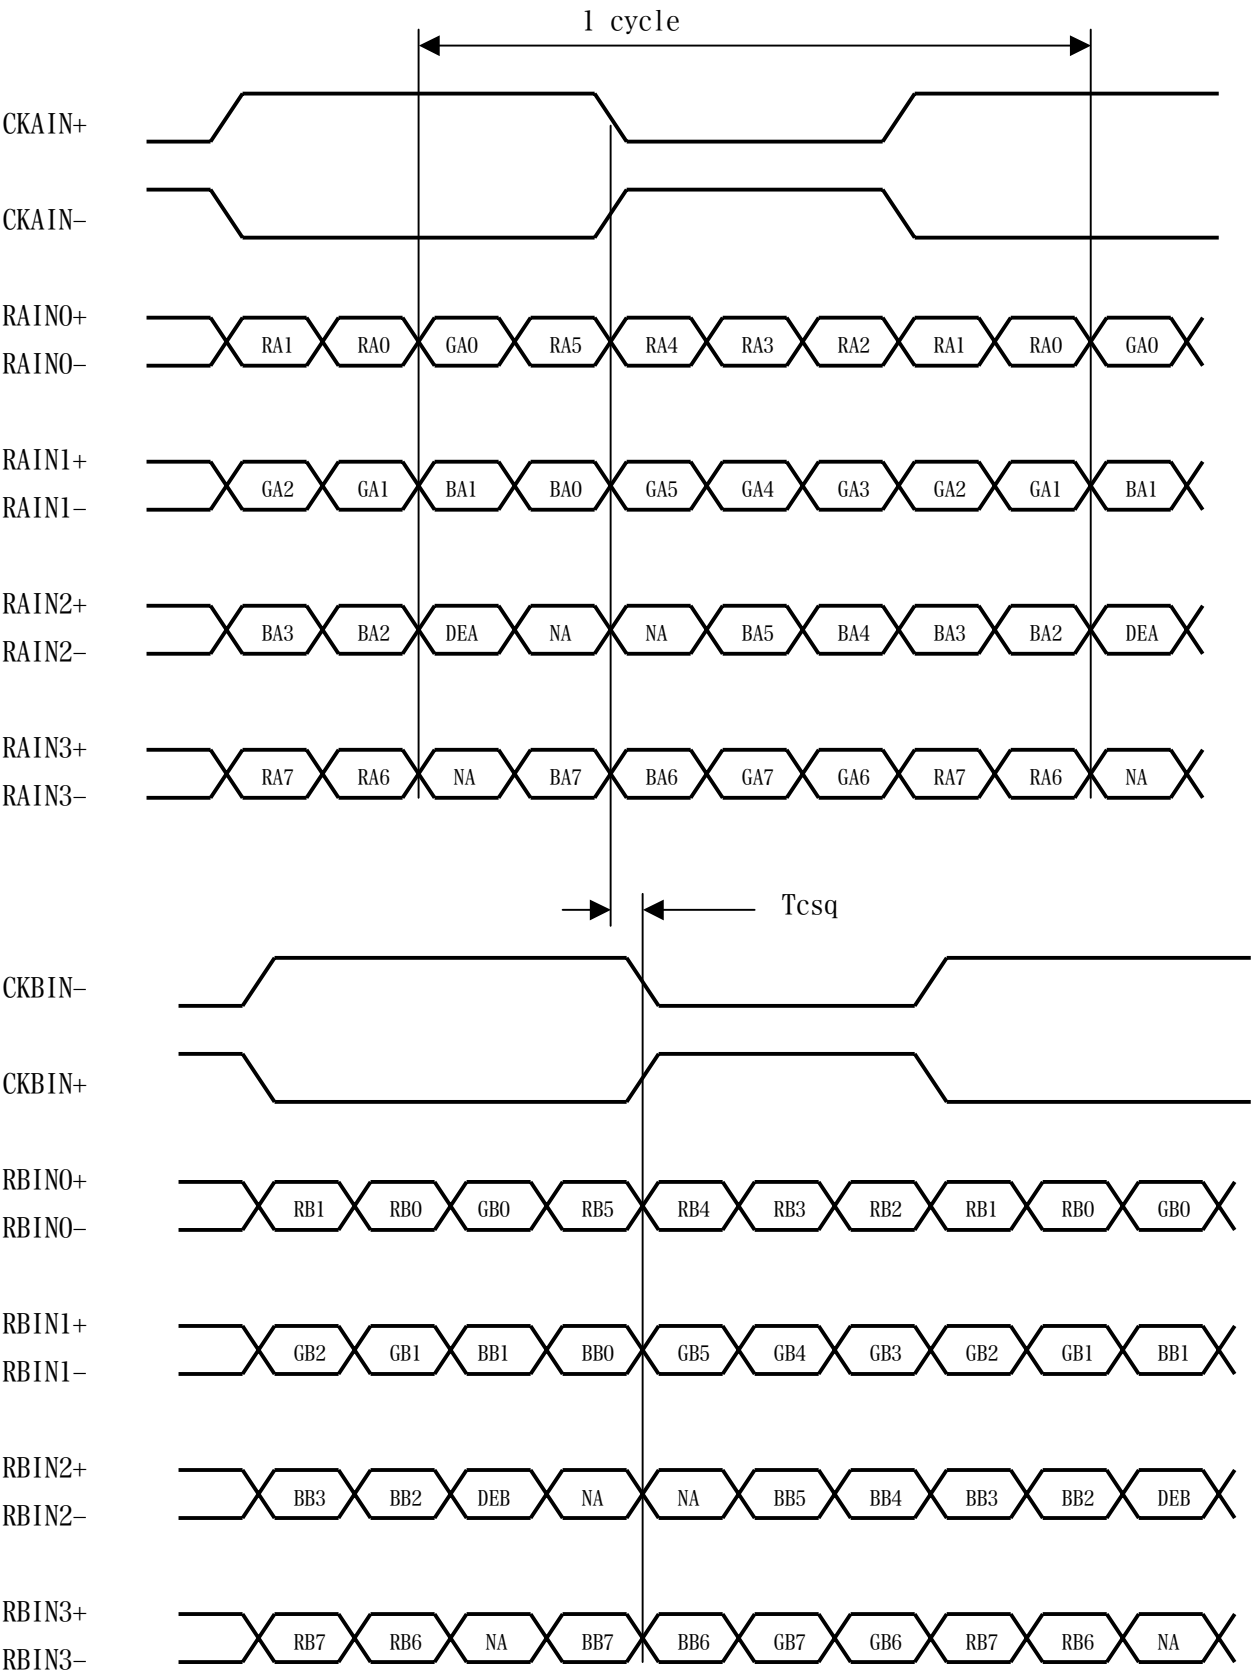 1 cycle
CKAIN+
CKAIN-
RAIN0+
RA1 RA0 GA0 RA5 RA4 RA3 RA2 RA1 RA0 GA0
RAIN0-
RAIN1+
GA2 GA1 BA1 BA0 GA5 GA4 GA3 GA2 GA1 BA1
RAIN1-
RAIN2+
BA3 BA2 DEA NA NA BA5 BA4 BA3 BA2 DEA
RAIN2-
RAIN3+
RA7 RA6 NA BA7 BA6 GA7 GA6 RA7 RA6 NA
RAIN3-
Tcsq
CKBIN-
CKBIN+
RBIN0+
RB1 RB0 GB0 RB5 RB4 RB3 RB2 RB1 RB0 GB0
RBIN0-
RBIN1+
GB2 GB1 BB1 BB0 GB5 GB4 GB3 GB2 GB1 BB1
RBIN1-
RBIN2+
BB3 BB2 DEB NA NA BB5 BB4 BB3 BB2 DEB
RBIN2-
RBIN3+
RB7 RB6 NA BB7 BB6 GB7 GB6 RB7 RB6 NA
RBIN3-